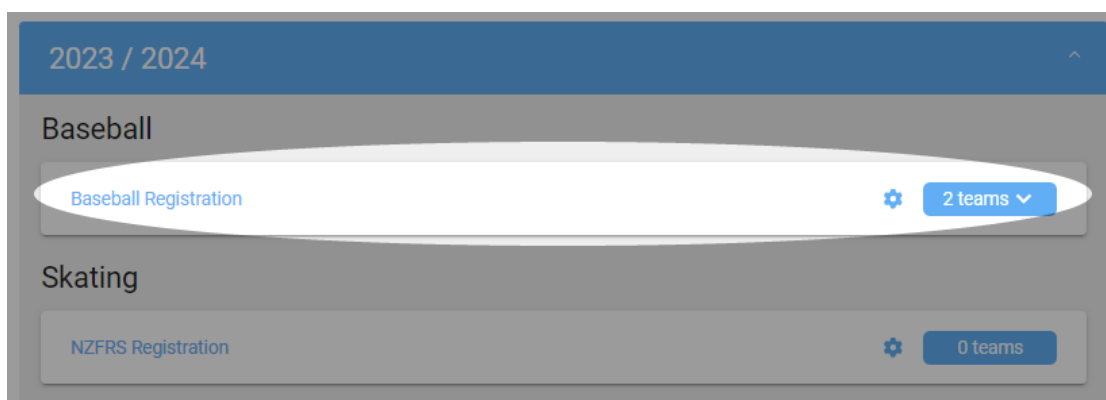 2023 / 2024
Baseball
Baseball Registration 2 teams
Skating
NZFRS Registration 0 teams